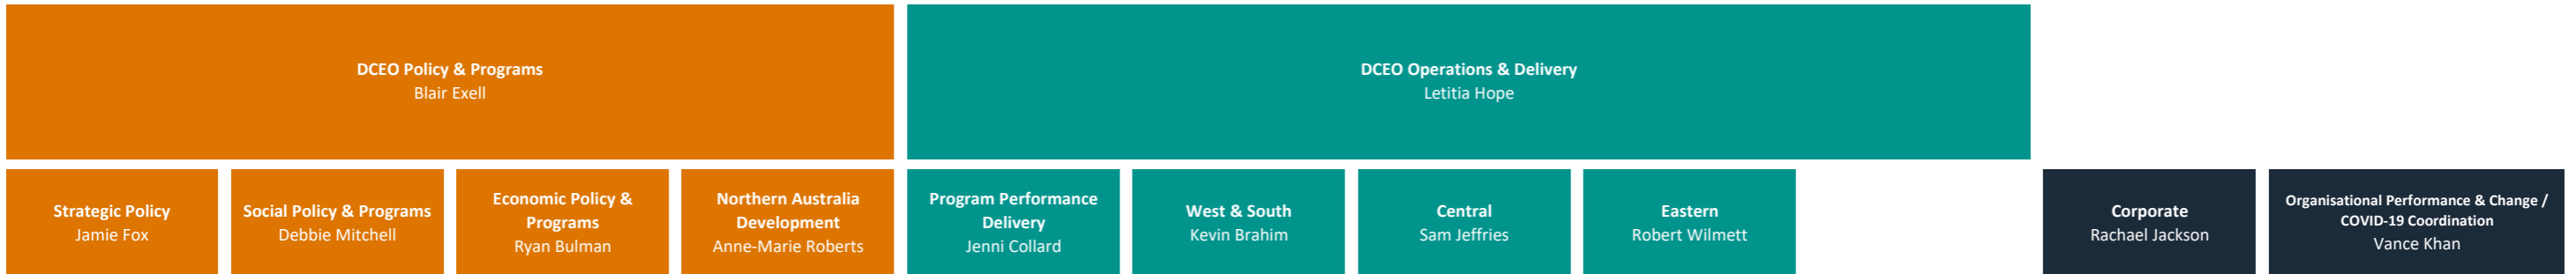 DCEO Policy & Programs
Blair Exell
DCEO Operations & Delivery
Letitia Hope
Strategic Policy
Jamie Fox
Social Policy & Programs
Debbie Mitchell
Economic Policy &
Programs
Ryan Bulman
Northern Australia
Development
Anne-Marie Roberts
Program Performance
Delivery
Jenni Collard
West & South
Kevin Brahim
Central
Sam Jeffries
Eastern
Robert Wilmett
Corporate
Rachael Jackson
Organisational Performance & Change /
COVID-19 Coordination
Vance Khan